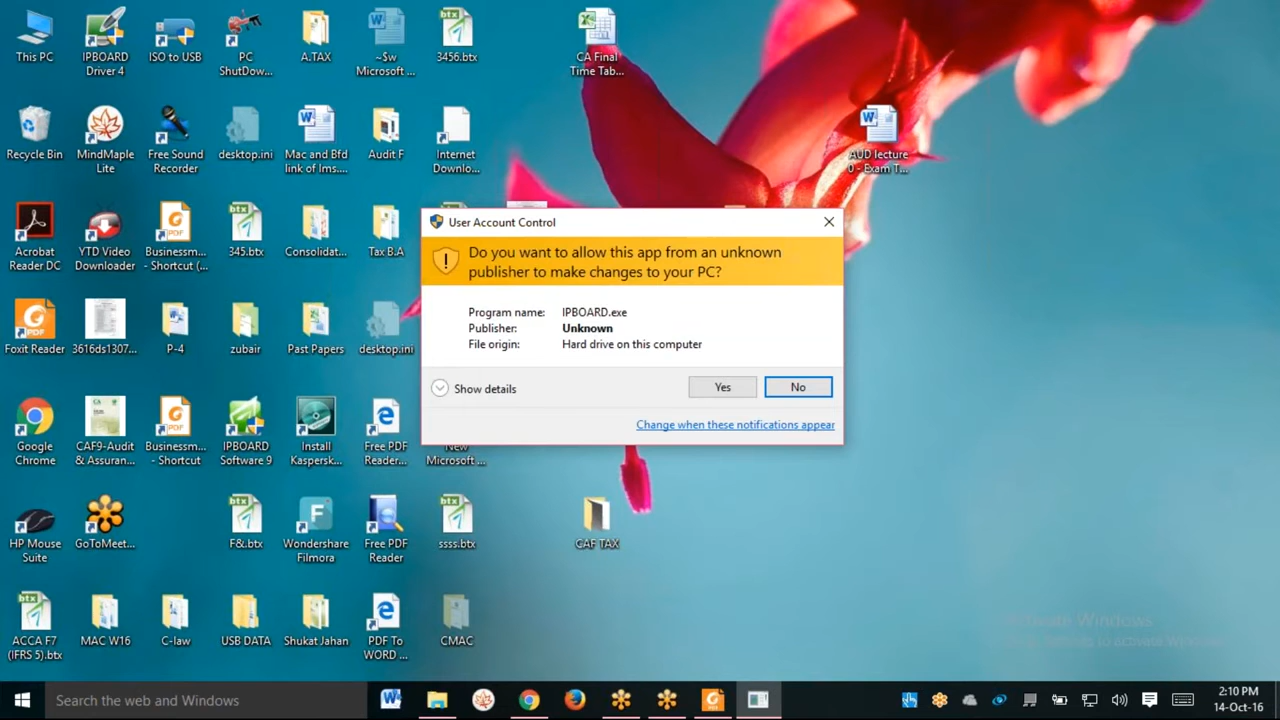 This PC
IPBOARD
Driver 4
ISO to USB
PC
ShutDow...
A.TAX
~$w
Microsoft ...
3456.btx
CA Final
Time Tab...
Recycle Bin
MindMaple
Lite
Free Sound
Recorder
desktop.ini
Mac and Bfd
link of Ims....
Audit F
Internet
Downlo...
AUD lecture
0 - Exam T...
Acrobat
Reader DC
YTD Video
Downloader
Businessm...
- Shortcut (...
345.btx
Consolidat...
Tax B.A
Foxit Reader
3616ds1307...
P-4
zubair
Past Papers
desktop.ini
Google
Chrome
CAF9-Audit
& Assuran...
Businessm...
- Shortcut
IPBOARD
Software 9
Install
Kaspersk...
Free PDF
Reader...
New
Microsoft ...
HP Mouse
Suite
GoToMeet...
F&.btx
Wondershare
Filmora
Free PDF
Reader
ssss.btx
CAF TAX
ACCA F7
(IFRS 5).btx
MAC W16
C-law
USB DATA
Shukat Jahan
PDF To
WORD ...
CMAC
User Account Control
Do you want to allow this app from an unknown
publisher to make changes to your PC?
Program name: IPBOARD.exe
Publisher: Unknown
File origin: Hard drive on this computer
Show details
Yes
No
Change when these notifications appear
Activate Windows
to activate Windows
Search the web and Windows
2:10 PM
14-Oct-16